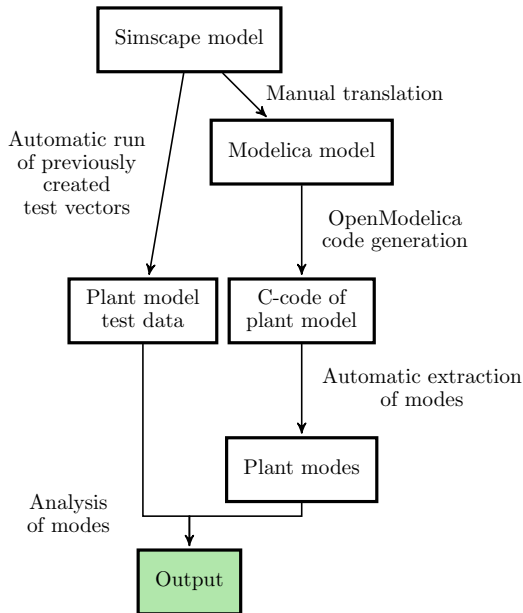 Simscape model
Manual translation
Automatic run
of previously
created
test vectors
Modelica model
OpenModelica
code generation
Plant model
test data
C-code of
plant model
Automatic extraction
of modes
Plant modes
Analysis
of modes
Output